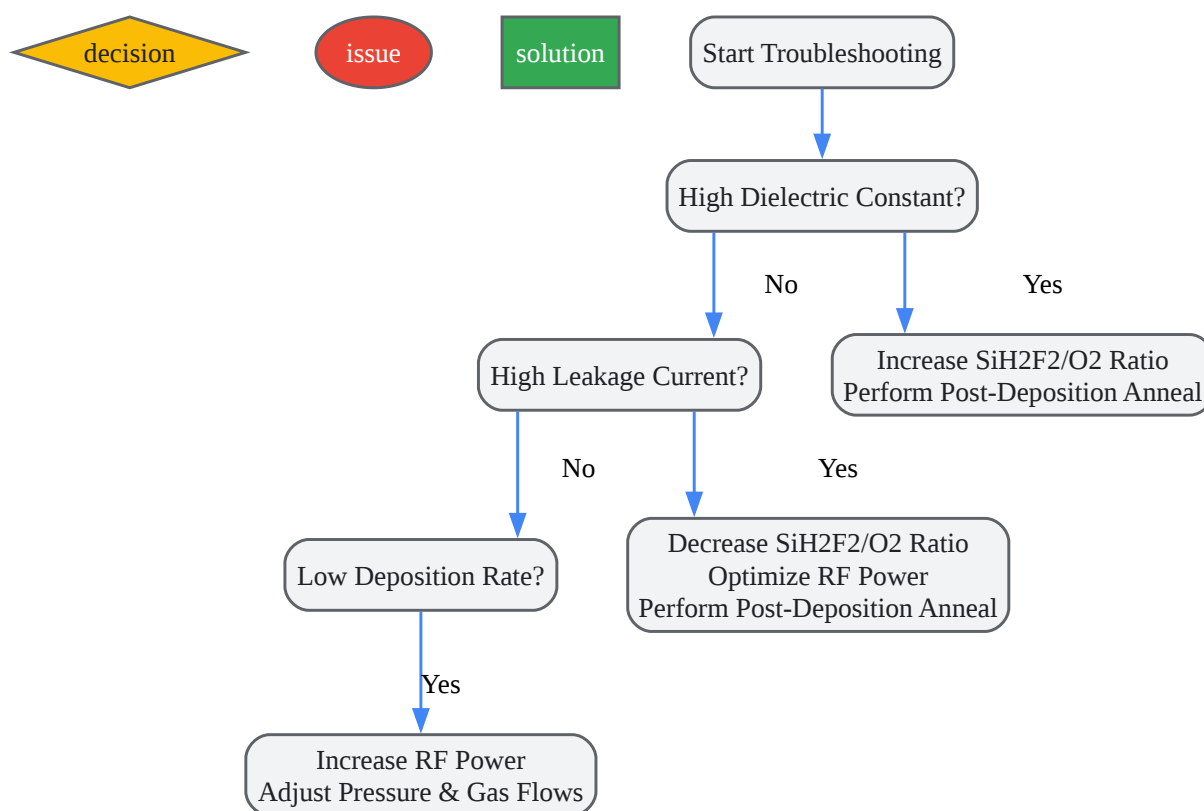 decision
issue
solution
Start Troubleshooting
High Dielectric Constant?
No
Yes
High Leakage Current?
Increase SiH2F2/O2 Ratio
Perform Post-Deposition Anneal
No
Yes
Low Deposition Rate?
Decrease SiH2F2/O2 Ratio
Optimize RF Power
Perform Post-Deposition Anneal
Yes
Increase RF Power
Adjust Pressure & Gas Flows